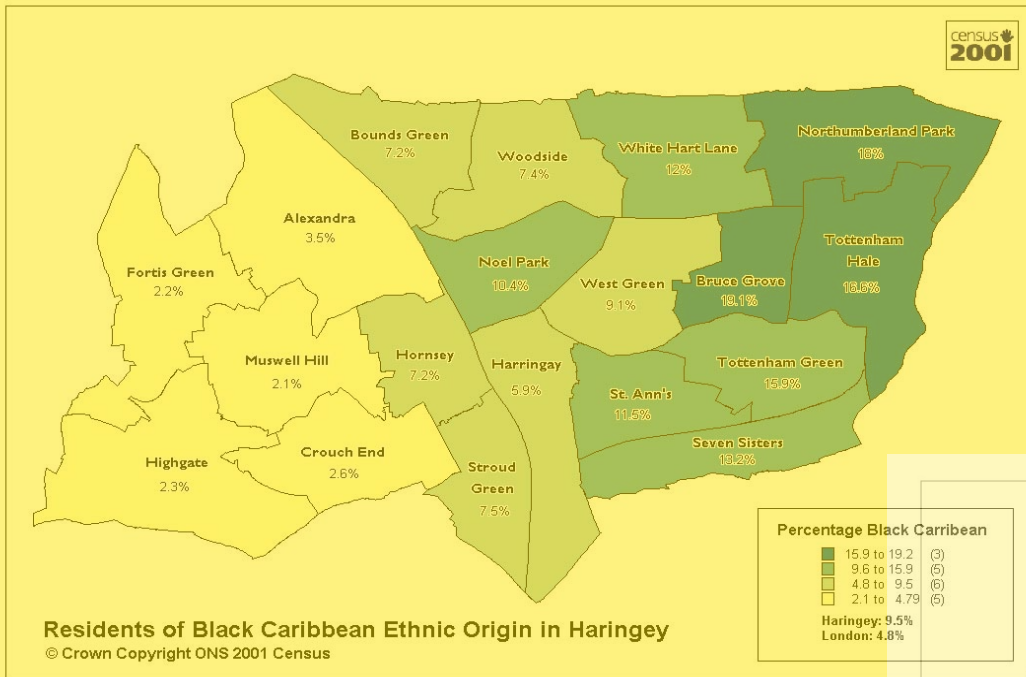 census
2001
Bounds Green
7.2%
Woodside
7.4%
White Hart Lane
12%
Northumberland Park
18%
Alexandra
3.5%
Fortis Green
2.2%
Noel Park
10.4%
West Green
9.1%
Bruce Grove
19.1%
Tottenham
Hale
16.6%
Muswell Hill
2.1%
Hornsey
7.2%
Harringay
5.9%
St. Ann's
11.5%
Tottenham Green
15.9%
Seven Sisters
13.2%
Highgate
2.3%
Crouch End
2.6%
Stroud
Green
7.5%
Percentage Black Carribean
15.9 to 19.2 (3)
9.6 to 15.9 (5)
4.8 to 9.5 (6)
2.1 to 4.79 (5)
Haringey: 9.5%
London: 4.8%
Residents of Black Caribbean Ethnic Origin in Haringey
© Crown Copyright ONS 2001 Census